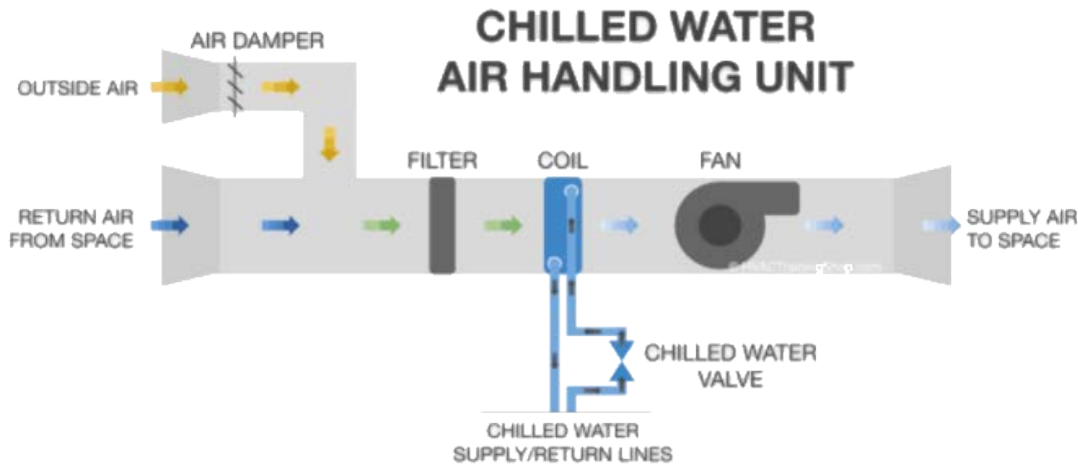 CHILLED WATER
AIR HANDLING UNIT
AIR DAMPER
OUTSIDE AIR
FILTER
COIL
FAN
RETURN AIR
FROM SPACE
SUPPLY AIR
TO SPACE
CHILLED WATER
VALVE
CHILLED WATER
SUPPLY/RETURN LINES